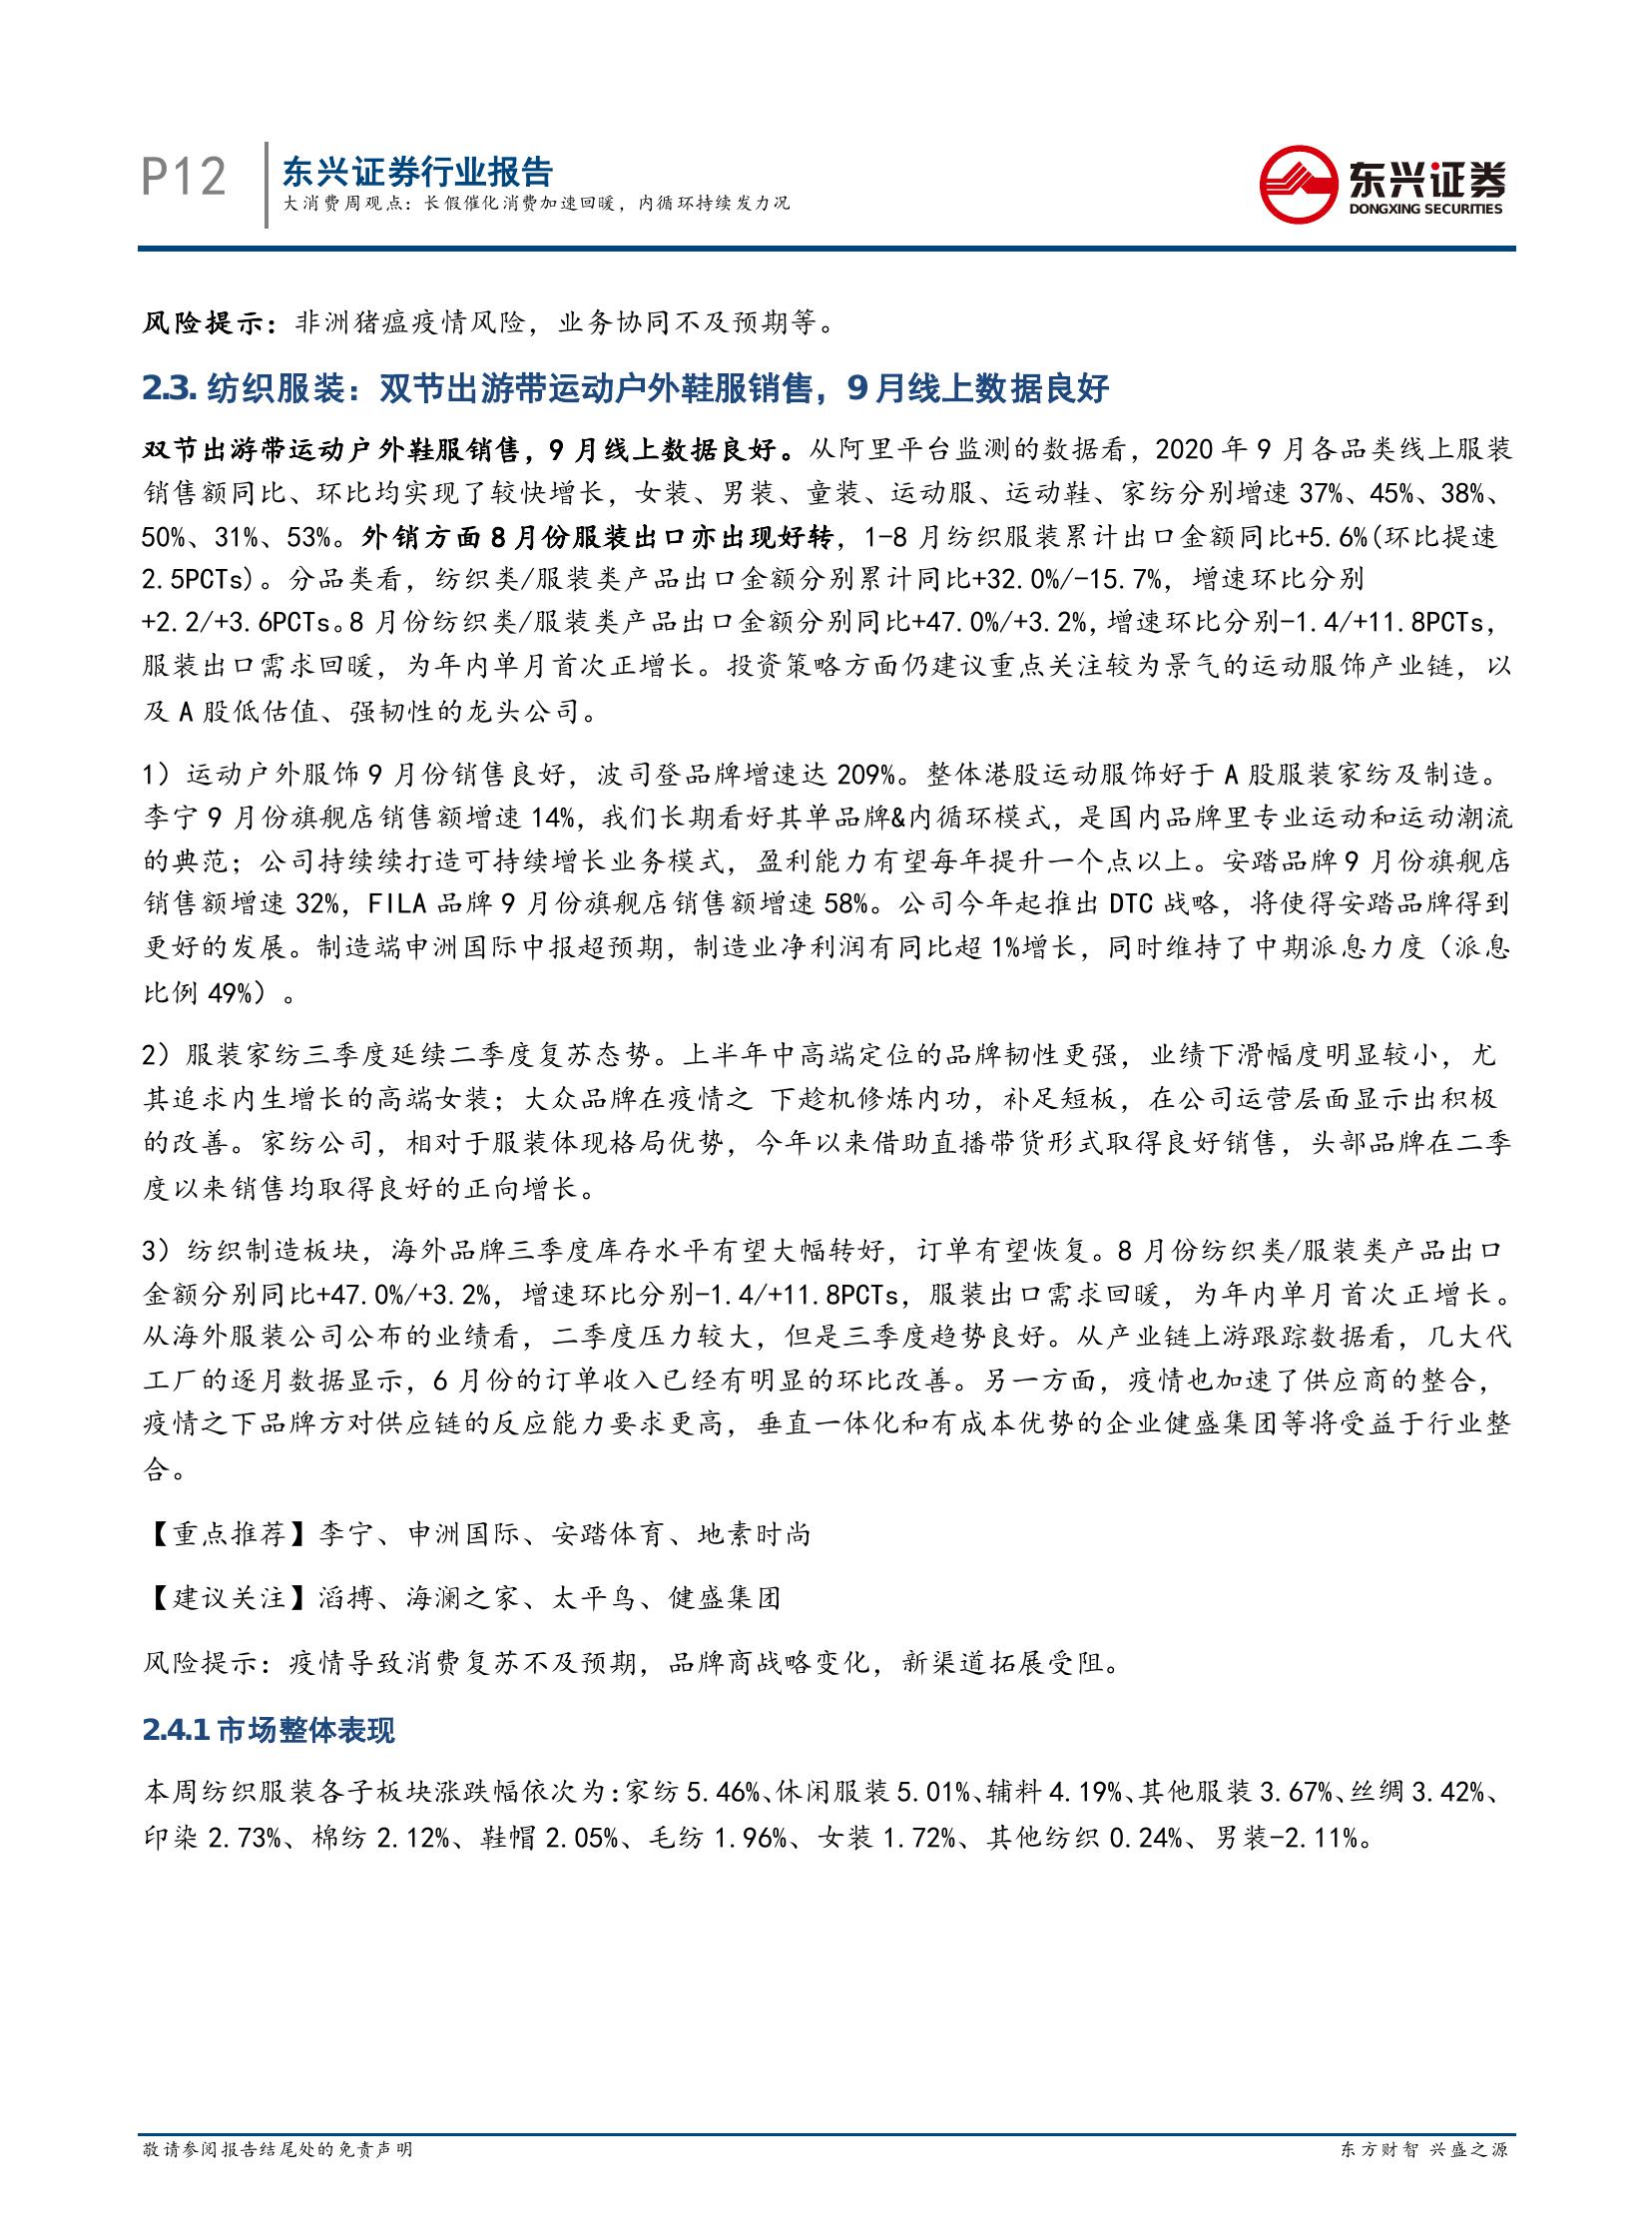 P12
东兴证券行业报告
大消费周观点：长假催化消费加速回暖，内循环持续发力况
东兴证券
DONGXING SECURITIES
风险提示：非洲猪瘟疫情风险，业务协同不及预期等。
2.3. 纺织服装：双节出游带运动户外鞋服销售，9 月线上数据良好
双节出游带运动户外鞋服销售，9 月线上数据良好。从阿里平台监测的数据看，2020 年 9 月各品类线上服装
销售额同比、环比均实现了较快增长，女装、男装、童装、运动服、运动鞋、家纺分别增速 37%、45%、38%、
50%、31%、53%。外销方面 8 月份服装出口亦出现好转，1-8 月纺织服装累计出口金额同比+5.6%(环比提速
2.5PCTs)。分品类看，纺织类/服装类产品出口金额分别累计同比+32.0%/-15.7%，增速环比分别
+2.2/+3.6PCTs。8 月份纺织类/服装类产品出口金额分别同比+47.0%/+3.2%，增速环比分别-1.4/+11.8PCTs，
服装出口需求回暖，为年内单月首次正增长。投资策略方面仍建议重点关注较为景气的运动服饰产业链，以
及 A 股低估值、强韧性的龙头公司。
1）运动户外服饰 9 月份销售良好，波司登品牌增速达 209%。整体港股运动服饰好于 A 股服装家纺及制造。
李宁 9 月份旗舰店销售额增速 14%，我们长期看好其单品牌&内循环模式，是国内品牌里专业运动和运动潮流
的典范；公司持续续打造可持续增长业务模式，盈利能力有望每年提升一个点以上。安踏品牌 9 月份旗舰店
销售额增速 32%，FILA 品牌 9 月份旗舰店销售额增速 58%。公司今年起推出 DTC 战略，将使得安踏品牌得到
更好的发展。制造端申洲国际中报超预期，制造业净利润有同比超 1%增长，同时维持了中期派息力度（派息
比例 49%）。
2）服装家纺三季度延续二季度复苏态势。上半年中高端定位的品牌韧性更强，业绩下滑幅度明显较小，尤
其追求内生增长的高端女装；大众品牌在疫情之 下趁机修炼内功，补足短板，在公司运营层面显示出积极
的改善。家纺公司，相对于服装体现格局优势，今年以来借助直播带货形式取得良好销售，头部品牌在二季
度以来销售均取得良好的正向增长。
3）纺织制造板块，海外品牌三季度库存水平有望大幅转好，订单有望恢复。8 月份纺织类/服装类产品出口
金额分别同比+47.0%/+3.2%，增速环比分别-1.4/+11.8PCTs，服装出口需求回暖，为年内单月首次正增长。
从海外服装公司公布的业绩看，二季度压力较大，但是三季度趋势良好。从产业链上游跟踪数据看，几大代
工厂的逐月数据显示，6 月份的订单收入已经有明显的环比改善。另一方面，疫情也加速了供应商的整合，
疫情之下品牌方对供应链的反应能力要求更高，垂直一体化和有成本优势的企业健盛集团等将受益于行业整
合。
【重点推荐】李宁、申洲国际、安踏体育、地素时尚
【建议关注】滔搏、海澜之家、太平鸟、健盛集团
风险提示：疫情导致消费复苏不及预期，品牌商战略变化，新渠道拓展受阻。
2.4.1 市场整体表现
本周纺织服装各子板块涨跌幅依次为：家纺 5.46%、休闲服装 5.01%、辅料 4.19%、其他服装 3.67%、丝绸 3.42%、
印染 2.73%、棉纺 2.12%、鞋帽 2.05%、毛纺 1.96%、女装 1.72%、其他纺织 0.24%、男装-2.11%。
敬请参阅报告结尾处的免责声明
东方财智 兴盛之源